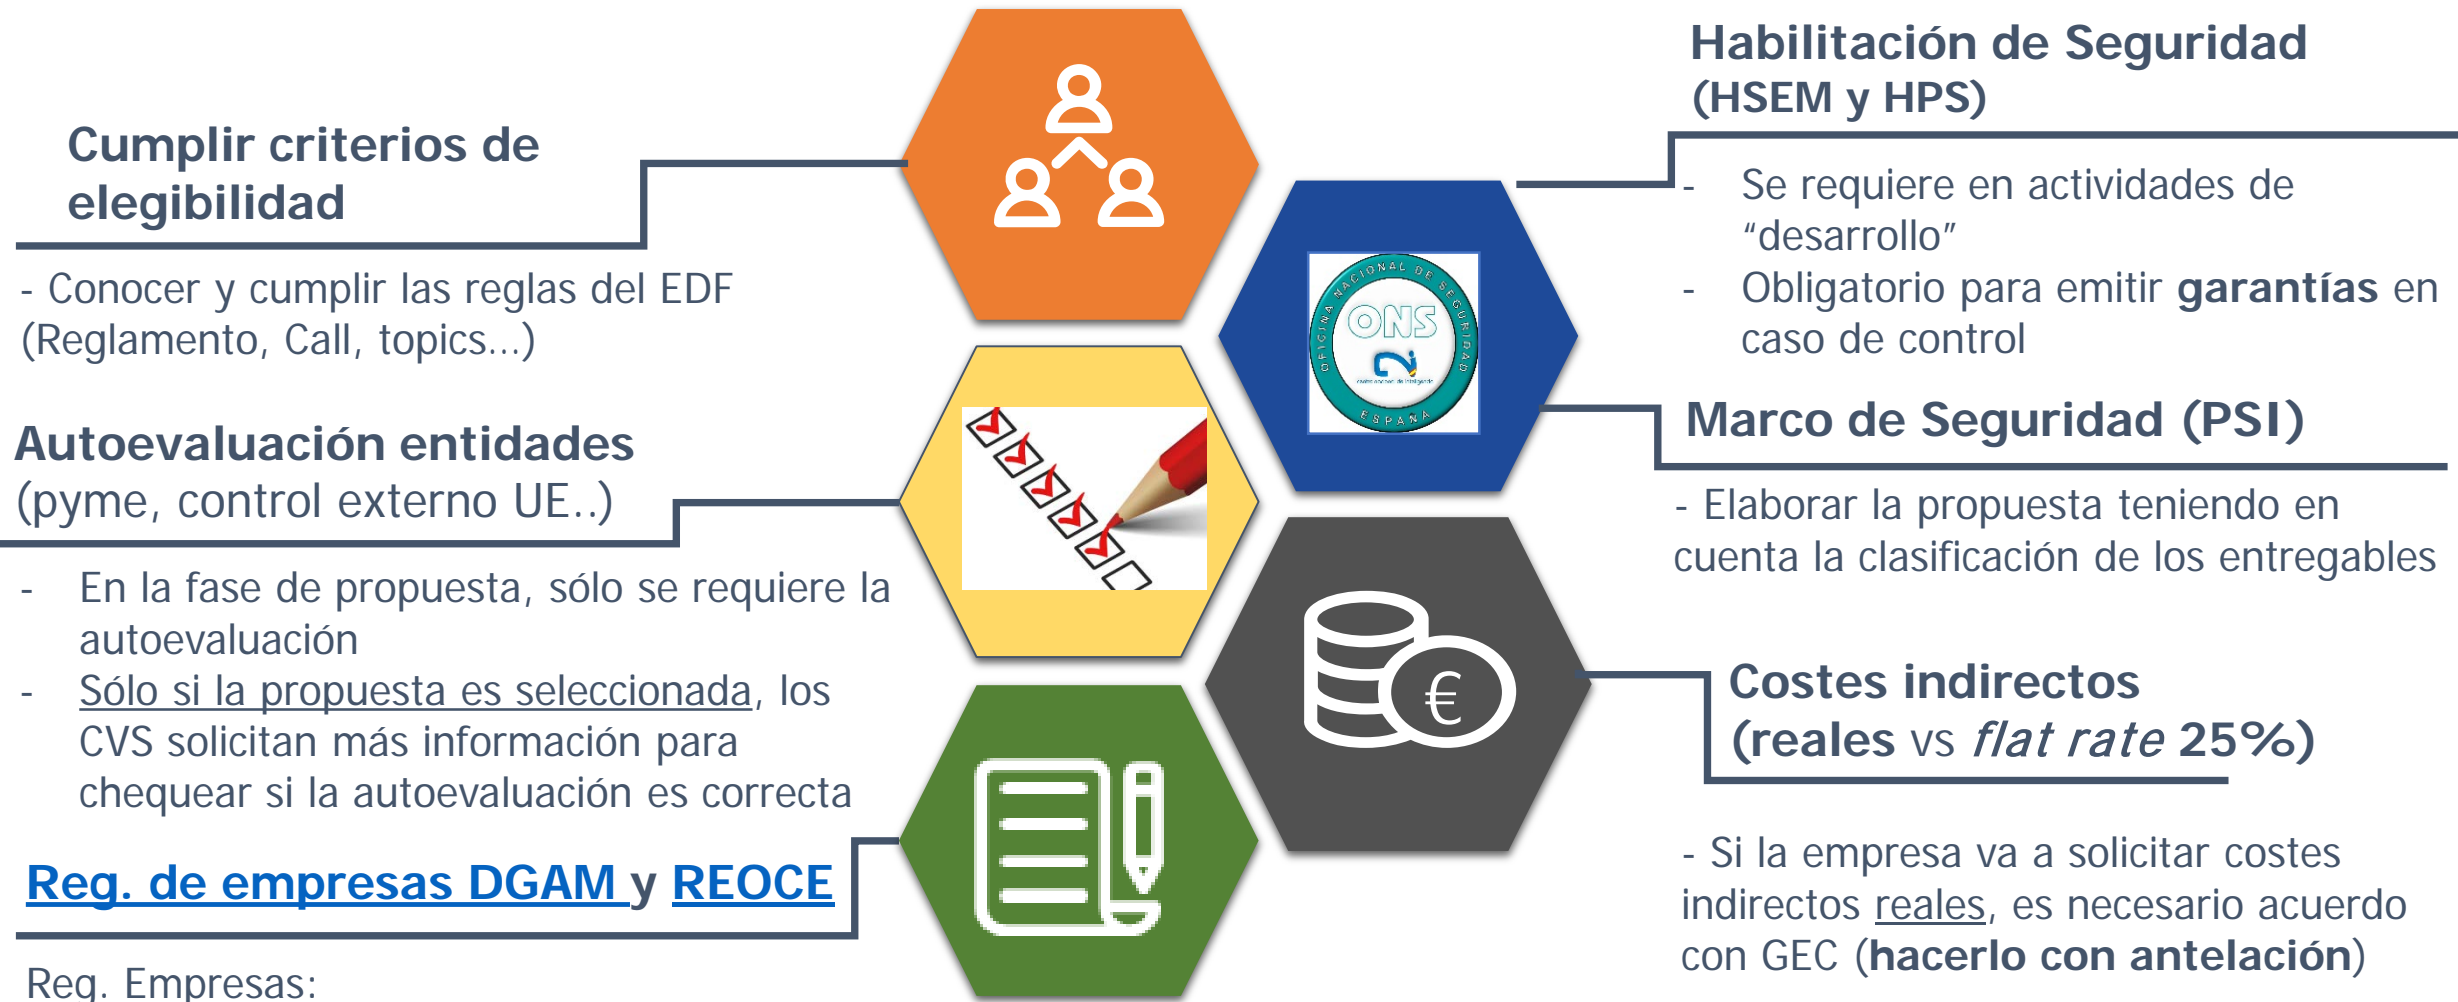 Cumplir criterios de
elegibilidad
- Conocer y cumplir las reglas del EDF
(Reglamento, Call, topics...)
Autoevaluación entidades
(pyme, control externo UE..)
- En la fase de propuesta, sólo se requiere la
autoevaluación
- Sólo si la propuesta es seleccionada, los
CVS solicitan más información para
chequear si la autoevaluación es correcta
Reg. de empresas DGAM y REOCE
Reg. Empresas:
OFICINA NACIONAL DE SEGURIDAD
ONS
centro nacional de inteligencia
ESPAÑA
€
Habilitación de Seguridad
(HSEM y HPS)
- Se requiere en actividades de
“desarrollo”
- Obligatorio para emitir garantías en
caso de control
Marco de Seguridad (PSI)
- Elaborar la propuesta teniendo en
cuenta la clasificación de los entregables
Costes indirectos
(reales vs flat rate 25%)
- Si la empresa va a solicitar costes
indirectos reales, es necesario acuerdo
con GEC (hacerlo con antelación)